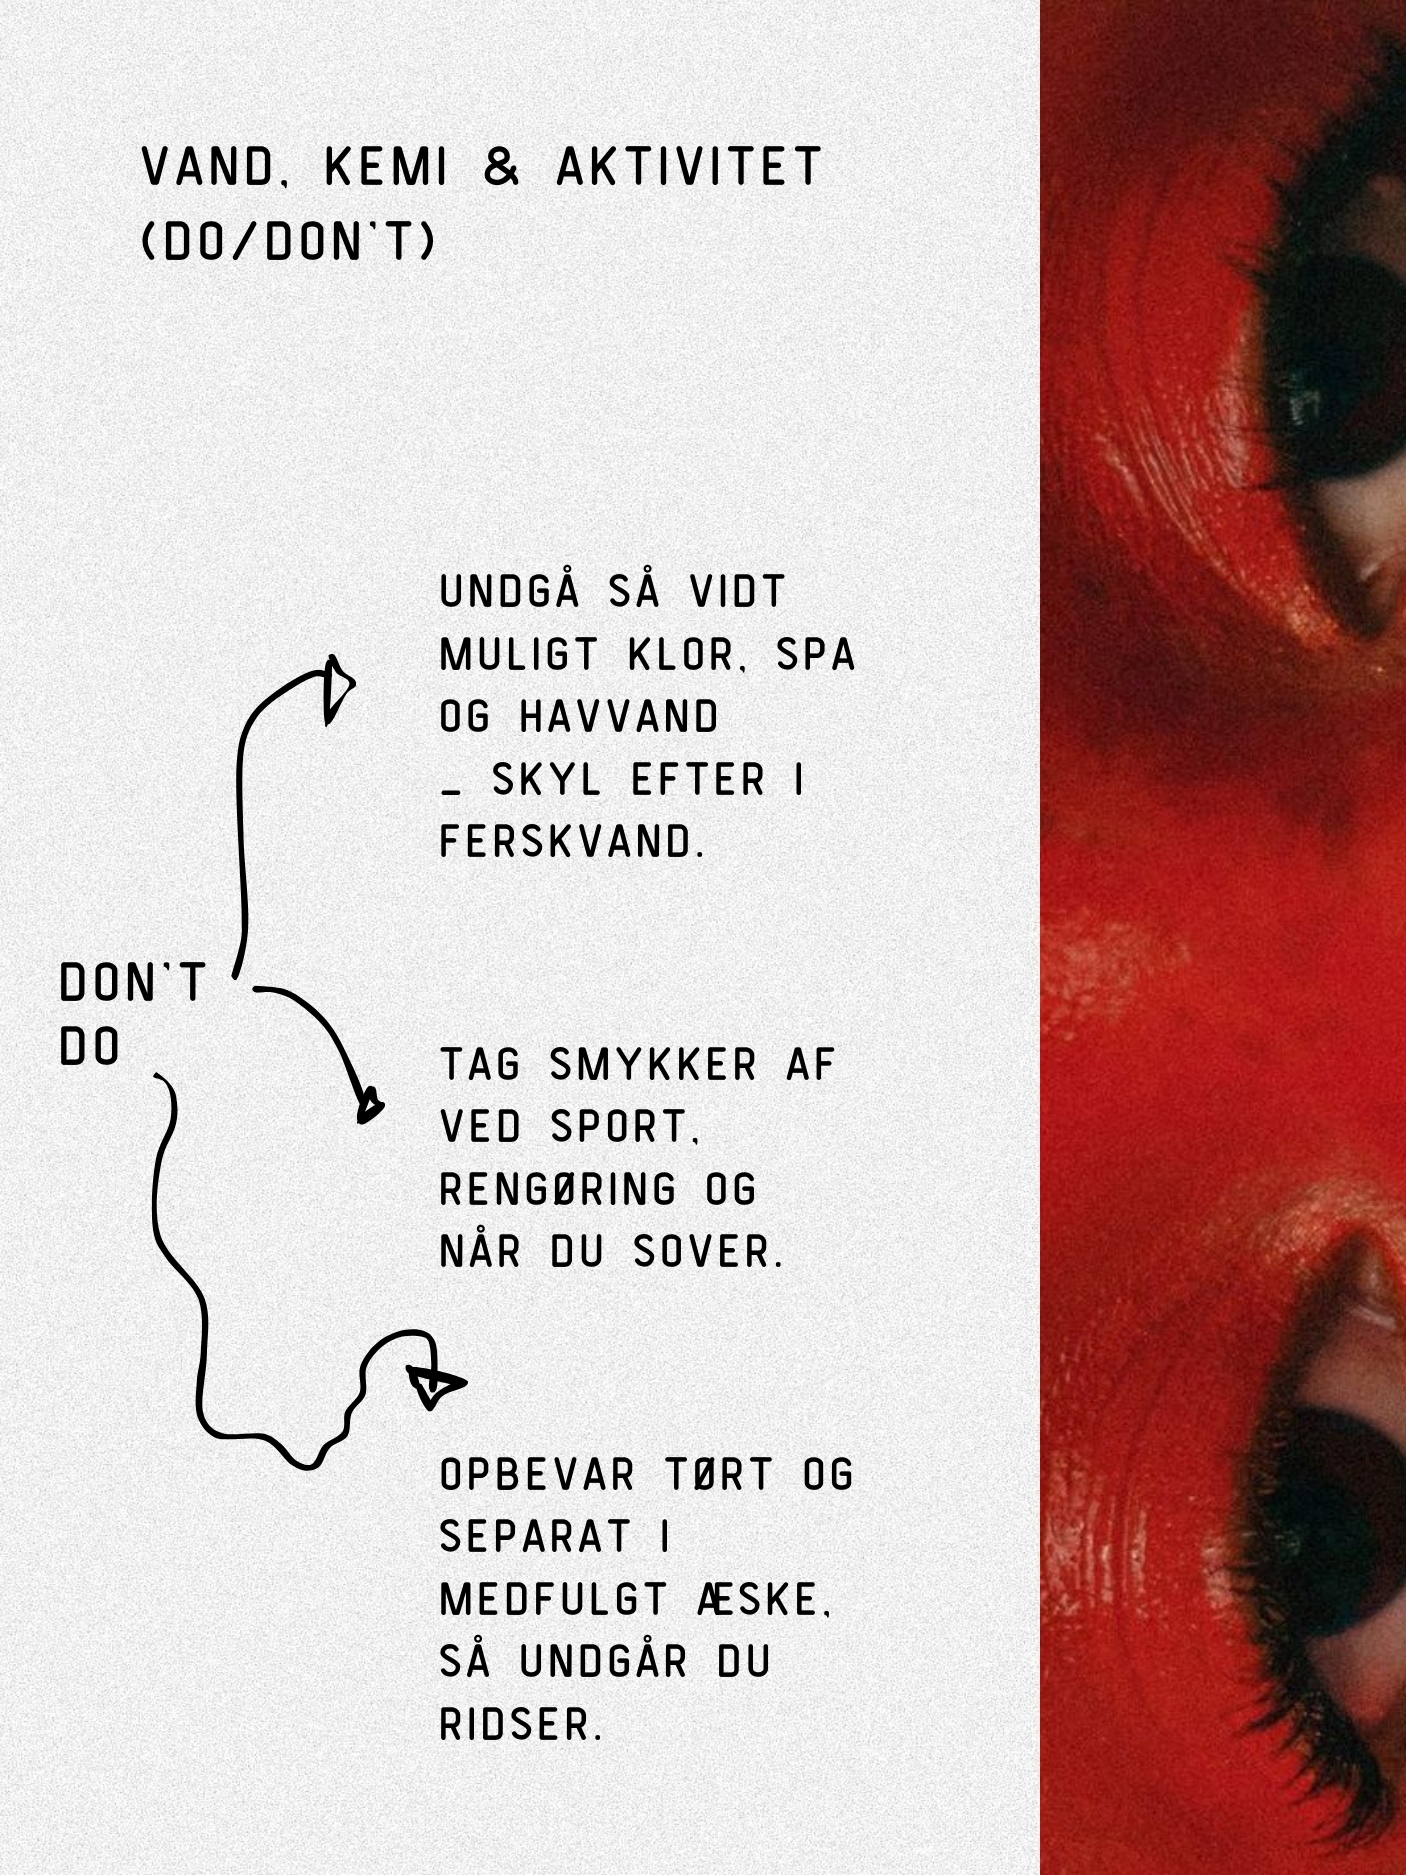 VAND, KEMI & AKTIVITET
(DO/DON'T)
UNDGÅ SÅ VIDT
MULIGT KLOR, SPA
OG HAVVAND
_ SKYL EFTER I
FERSKVAND.
DON'T
DO
TAG SMYKKER AF
VED SPORT,
RENGØRING OG
NÅR DU SOVER.
OPBEVAR TØRT OG
SEPARAT I
MEDFULGT ÆSKE,
SÅ UNDGÅR DU
RIDSER.